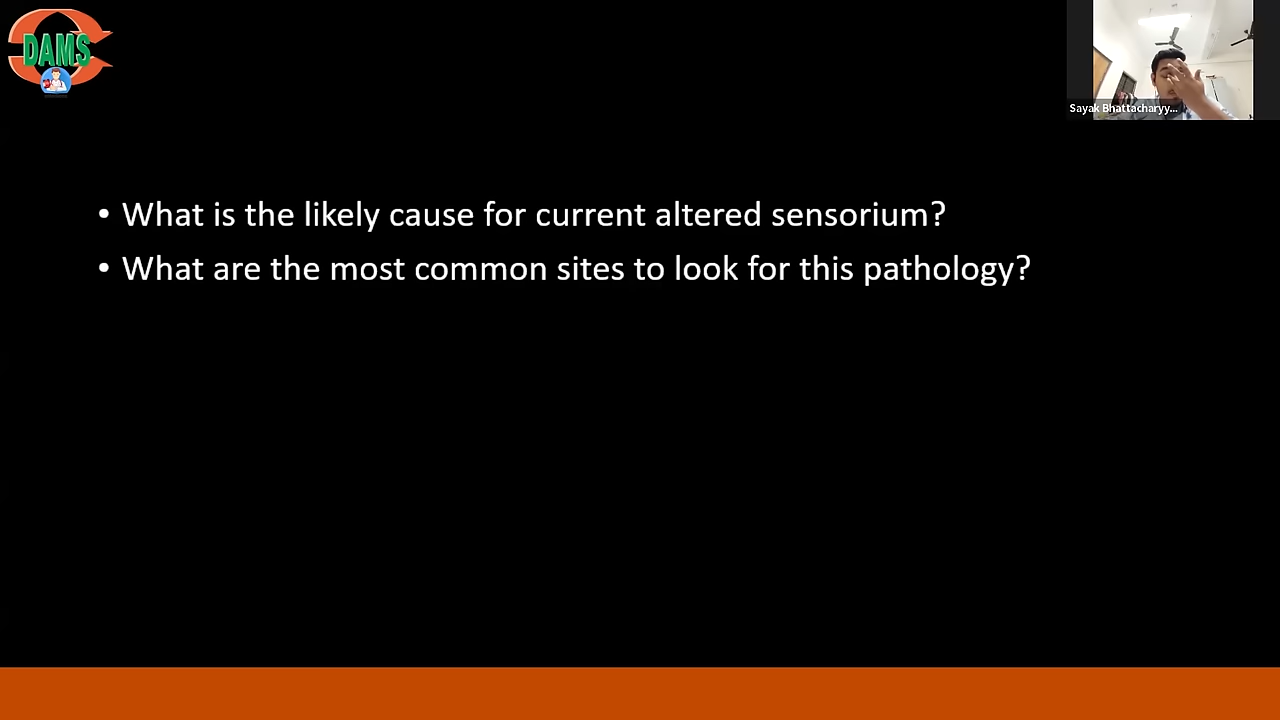 DAMS
Sayak Bhattacharyy...
• What is the likely cause for current altered sensorium?
• What are the most common sites to look for this pathology?